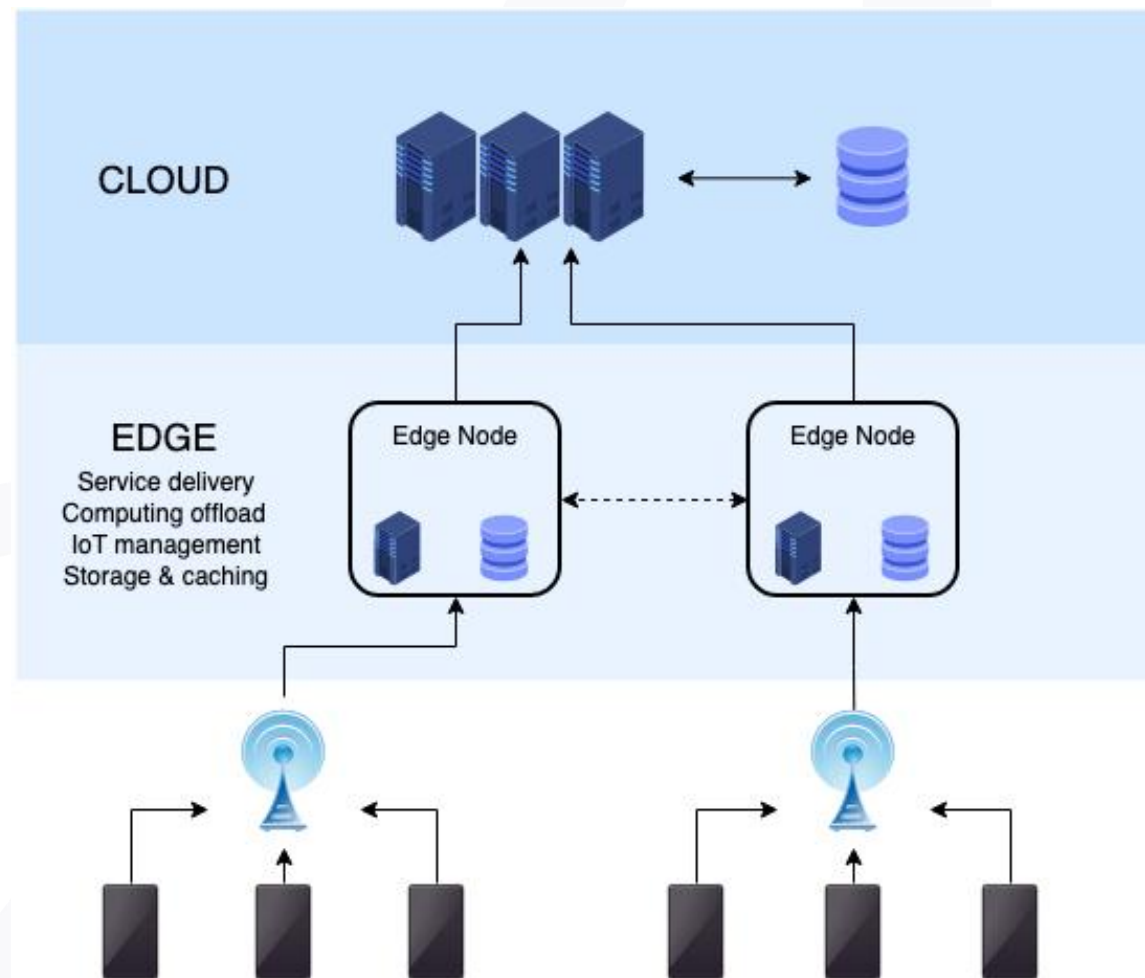 CLOUD
EDGE
Service delivery
Computing offload
IoT management
Storage & caching
Edge Node
Edge Node